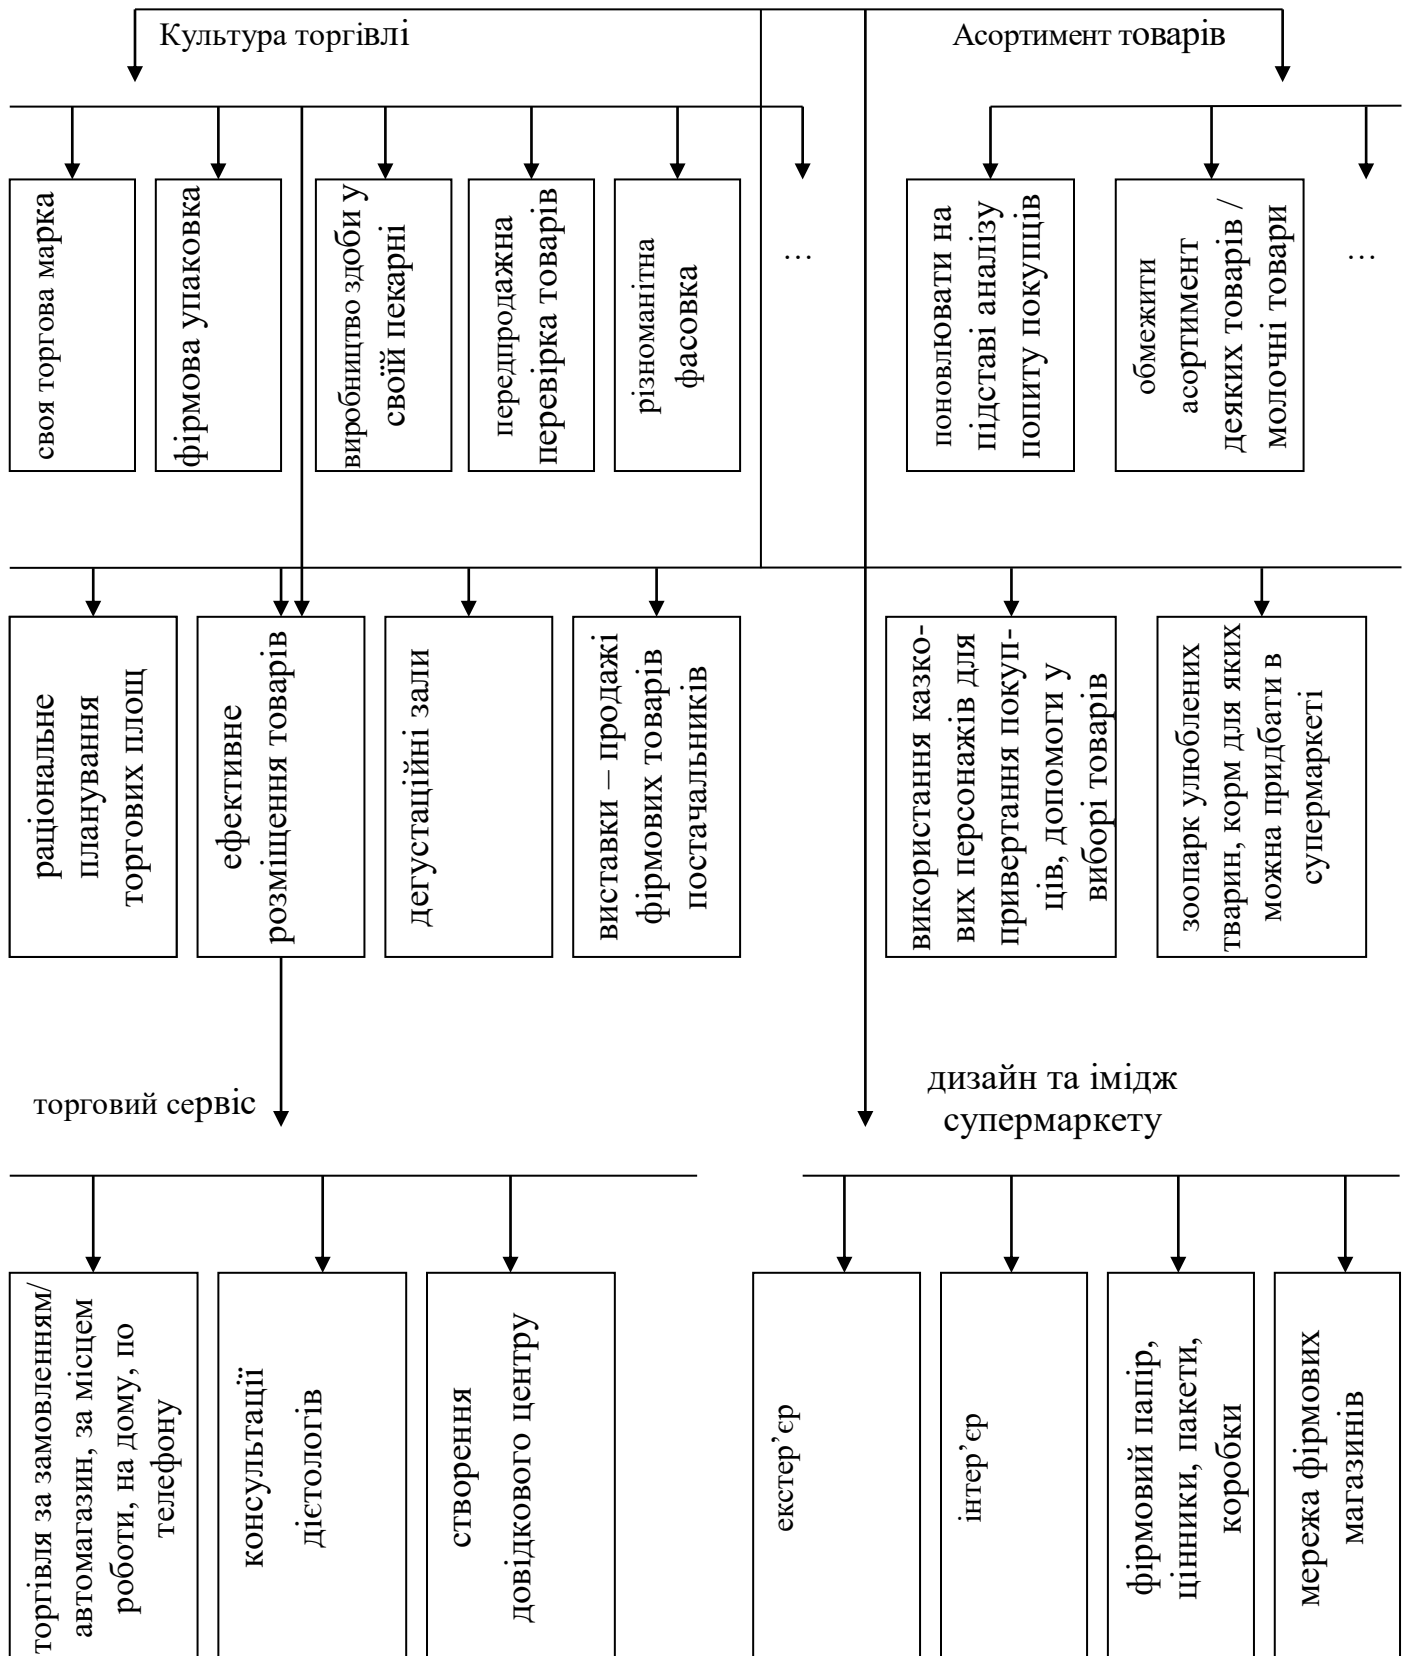 Культура торгівлі
Асортимент товарів
своя торгова марка
фірмова упаковка
виробництво здоби у
своїй пекарні
передпродажна
перевірка товарів
різноманітна
фасовка
…
поновлювати на
підставі аналізу
попиту покупців
обмежити
асортимент
деяких товарів /
молочні товари
…
раціональне
планування
торгових площ
ефективне
розміщення товарів
дегустаційні зали
виставки – продажі
фірмових товарів
постачальників
використання казко-
вих персонажів для
привертання покуп-
ців, допомоги у
виборі товарів
зоопарк улюблених
тварин, корм для яких
можна придбати в
супермаркеті
торговий сервіс
дизайн та імідж
супермаркету
торгівля за замовленням/
автомагазин, за місцем
роботи, на дому, по
телефону
консультації
дієтологів
створення
довідкового центру
екстер’єр
інтер’єр
фірмовий папір,
цінники, пакети,
коробки
мережа фірмових
магазинів